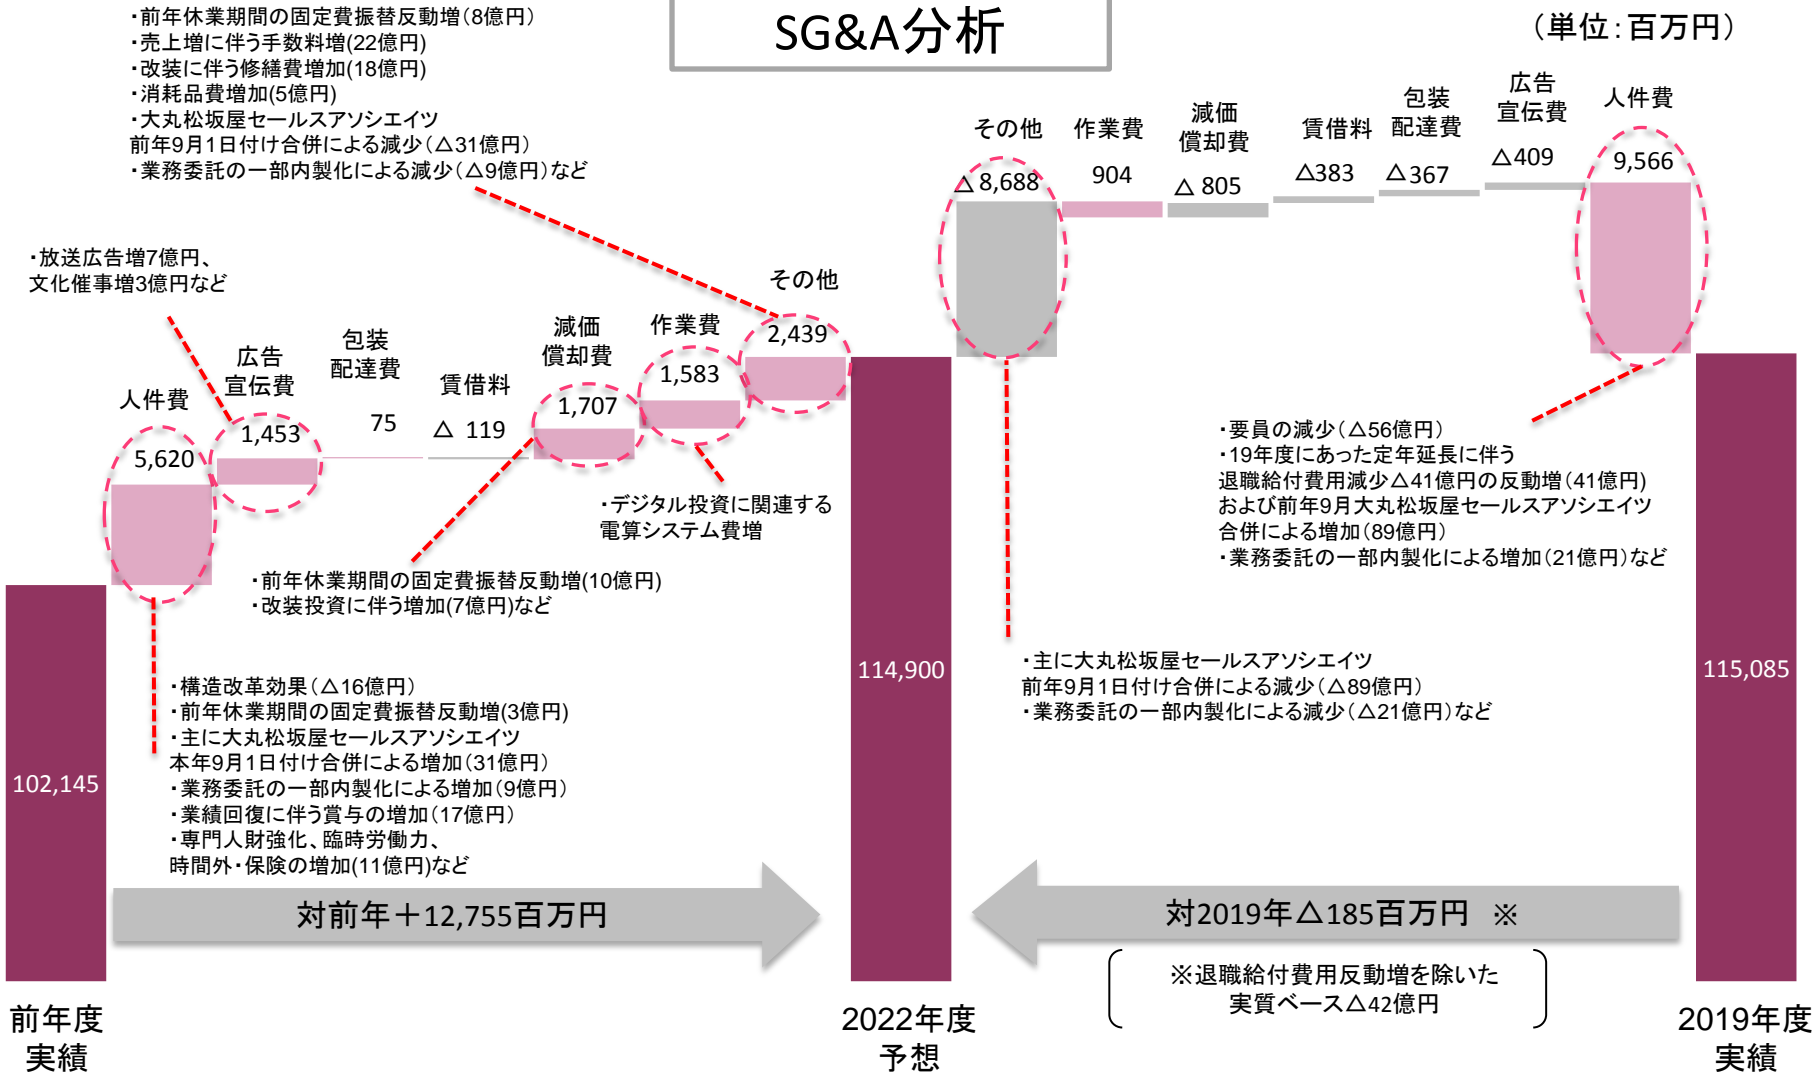 SG&A分析
（単位：百万円）
・前年休業期間の固定費振替反動増(8億円)
・売上増に伴う手数料増(22億円)
・改装に伴う修繕費増加(18億円)
・消耗品費増加(5億円)
・大丸松坂屋セールスアソシエイツ
前年9月1日付け合併による減少（△31億円）
・業務委託の一部内製化による減少（△9億円）など
・放送広告増7億円、
文化催事増3億円など
人件費
5,620
広告
宣伝費
1,453
包装
配達費
75
賃借料
△ 119
減価
償却費
1,707
作業費
1,583
その他
2,439
・デジタル投資に関連する
電算システム費増
・前年休業期間の固定費振替反動増(10億円)
・改装投資に伴う増加(7億円)など
・構造改革効果（△16億円）
・前年休業期間の固定費振替反動増(3億円)
・主に大丸松坂屋セールスアソシエイツ
本年9月1日付け合併による増加（31億円）
・業務委託の一部内製化による増加（9億円）
・業績回復に伴う賞与の増加（17億円）
・専門人財強化、臨時労働力、
時間外・保険の増加(11億円)など
102,145
対前年＋12,755百万円
前年度
実績
114,900
2022年度
予想
その他
△ 8,688
作業費
904
減価
償却費
△ 805
賃借料
△383
包装
配達費
△367
広告
宣伝費
△409
人件費
9,566
・要員の減少（△56億円）
・19年度にあった定年延長に伴う
退職給付費用減少△41億円の反動増（41億円)
および前年9月大丸松坂屋セールスアソシエイツ
合併による増加（89億円）
・業務委託の一部内製化による増加（21億円）など
・主に大丸松坂屋セールスアソシエイツ
前年9月1日付け合併による減少（△89億円）
・業務委託の一部内製化による減少（△21億円）など
115,085
対2019年△185百万円 ※
※退職給付費用反動増を除いた
実質ベース△42億円
2019年度
実績